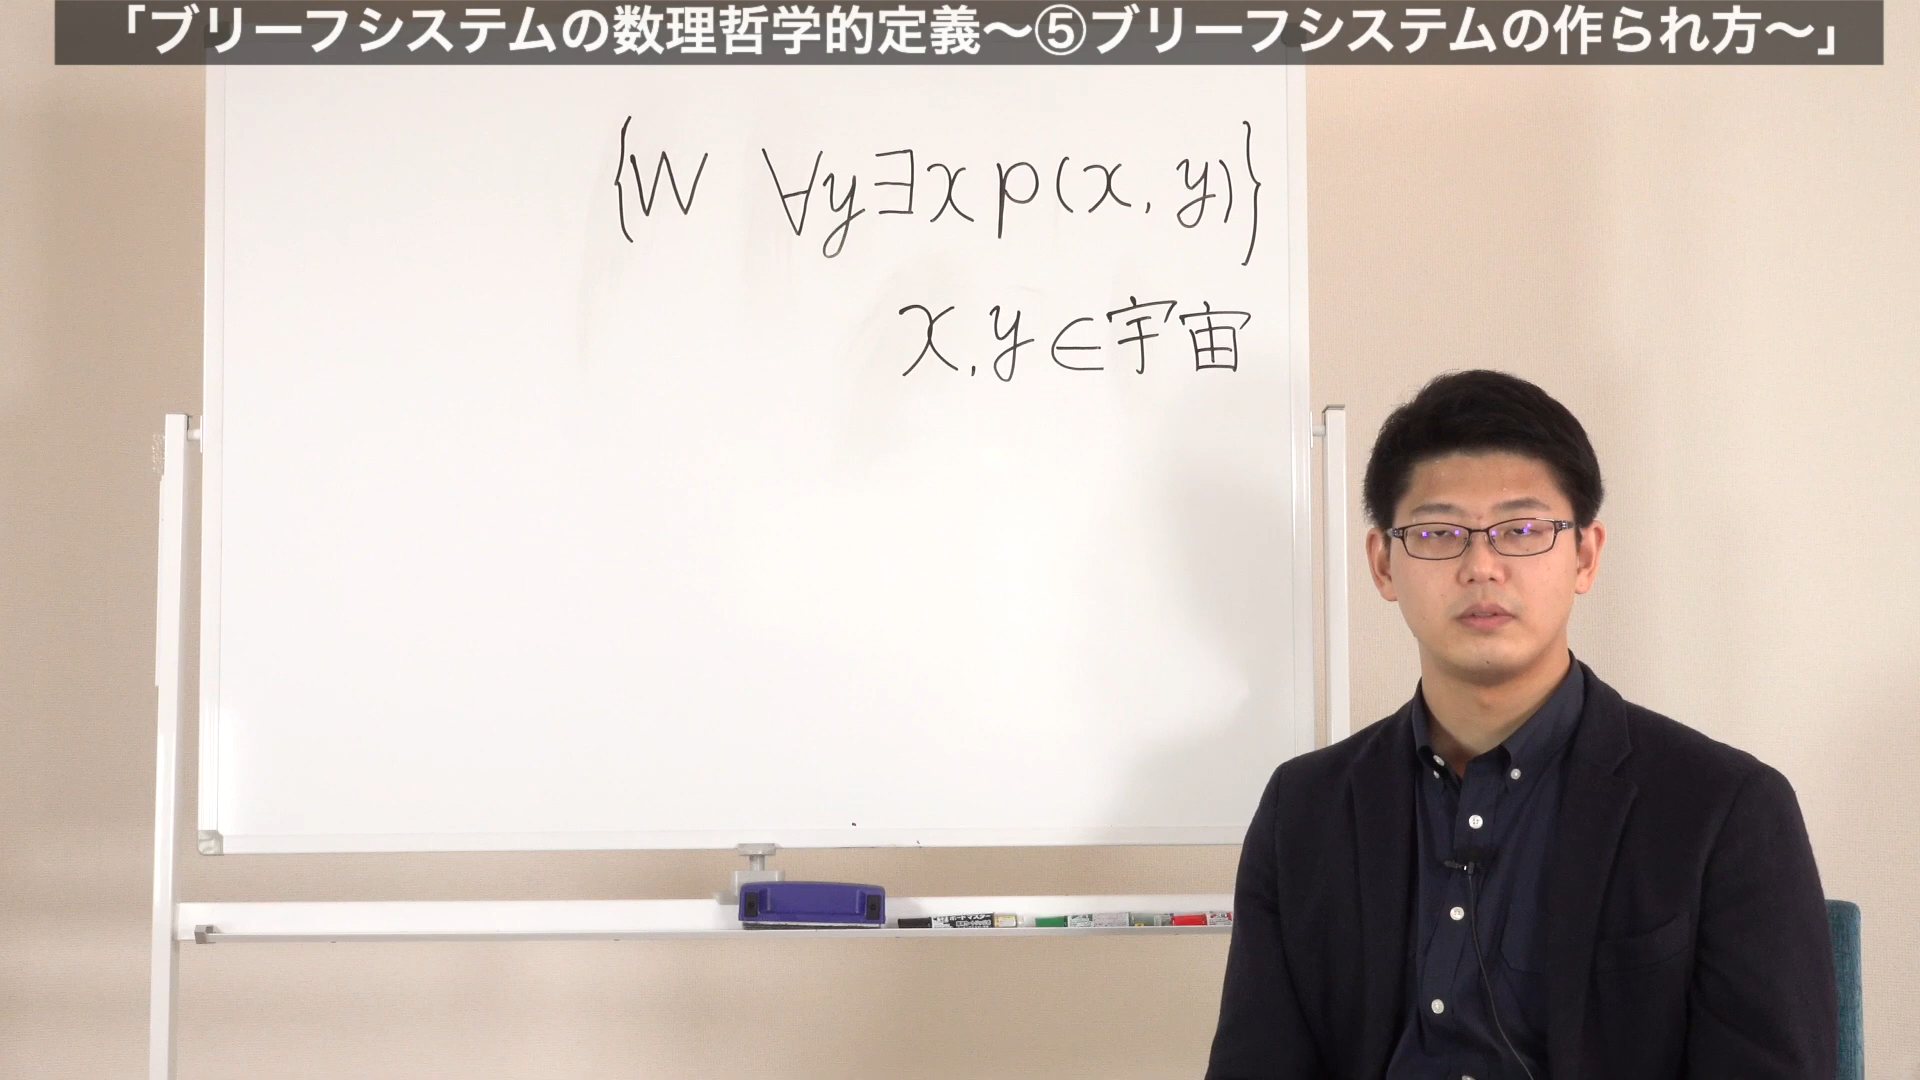 「ブリーフシステムの数理哲学的定義〜⑤ブリーフシステムの作られ方〜」
{W ∀y∃x p(x, y)}
x, y∈宇宙